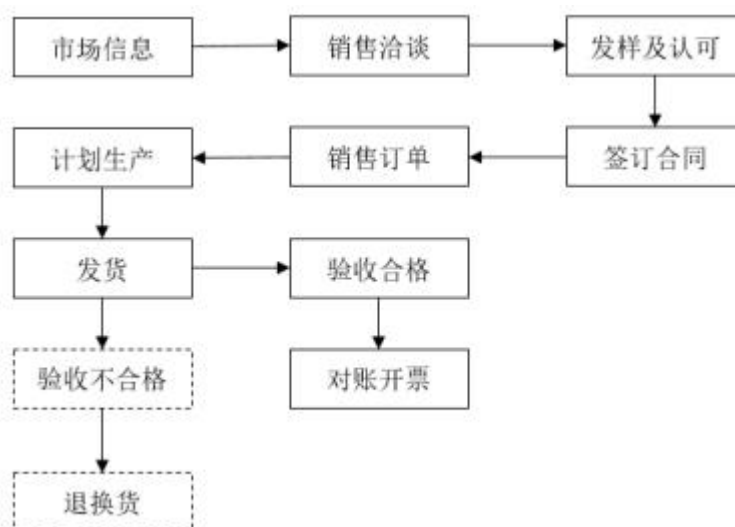 市场信息
销售洽谈
发样及认可
签订合同
销售订单
计划生产
发货
验收合格
验收不合格
对账开票
退换货